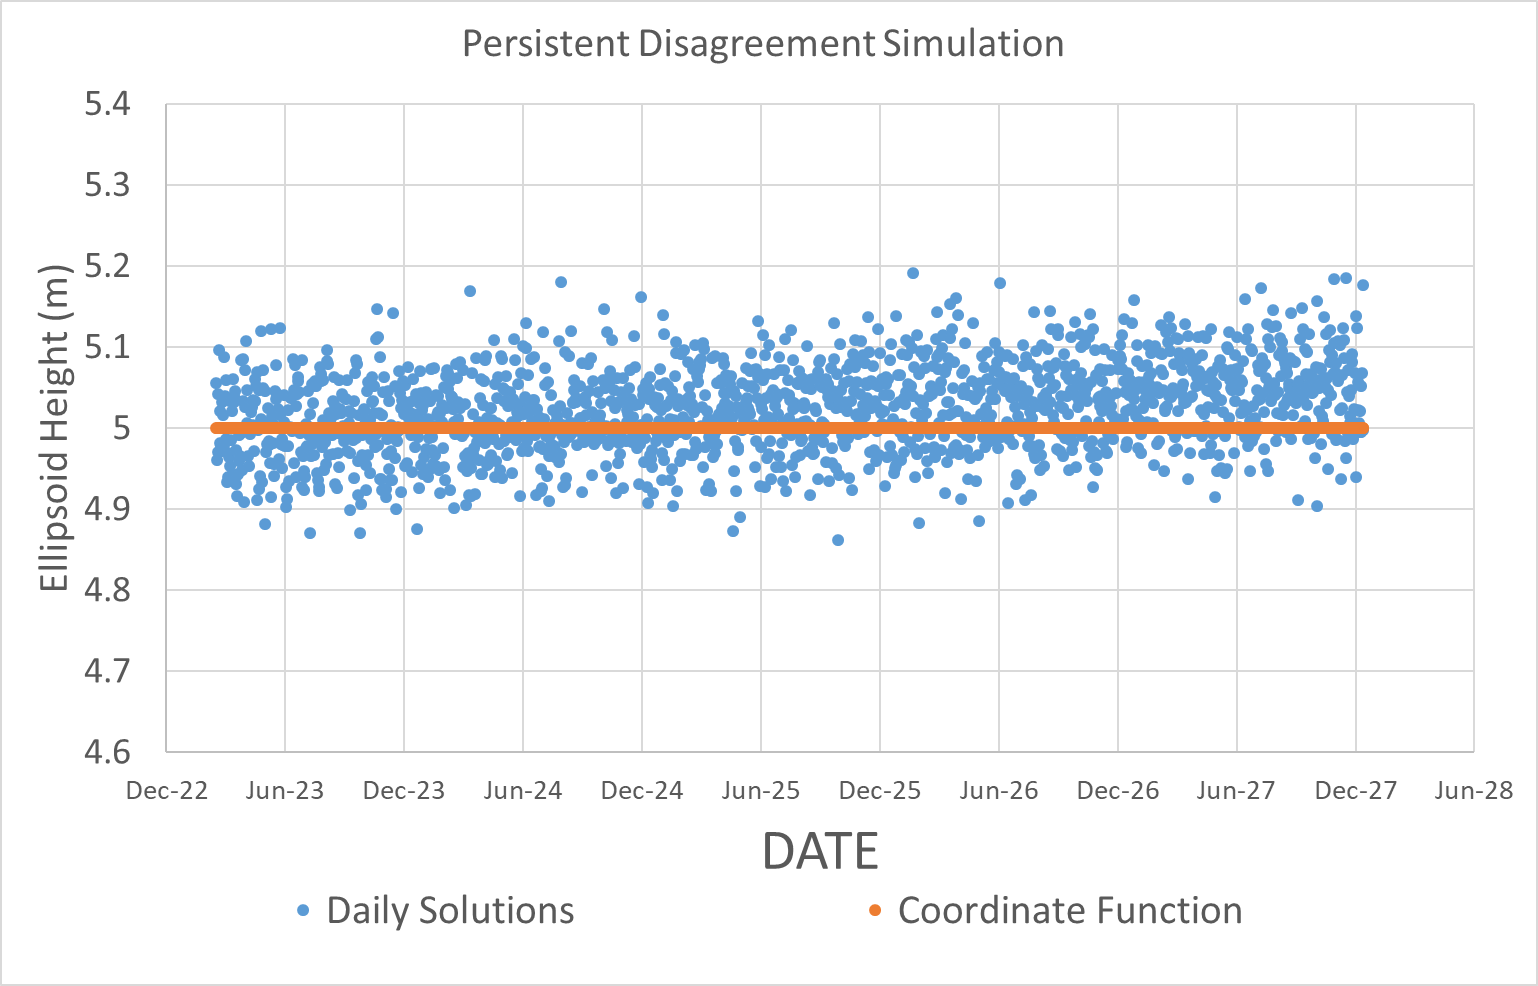 Persistent Disagreement Simulation
5.4
5.3
5.2
5.1
5
4.9
4.8
4.7
4.6
Ellipsoid Height (m)
Dec-22 Jun-23 Dec-23 Jun-24 Dec-24 Jun-25 Dec-25 Jun-26 Dec-26 Jun-27 Dec-27 Jun-28
DATE
Daily Solutions Coordinate Function